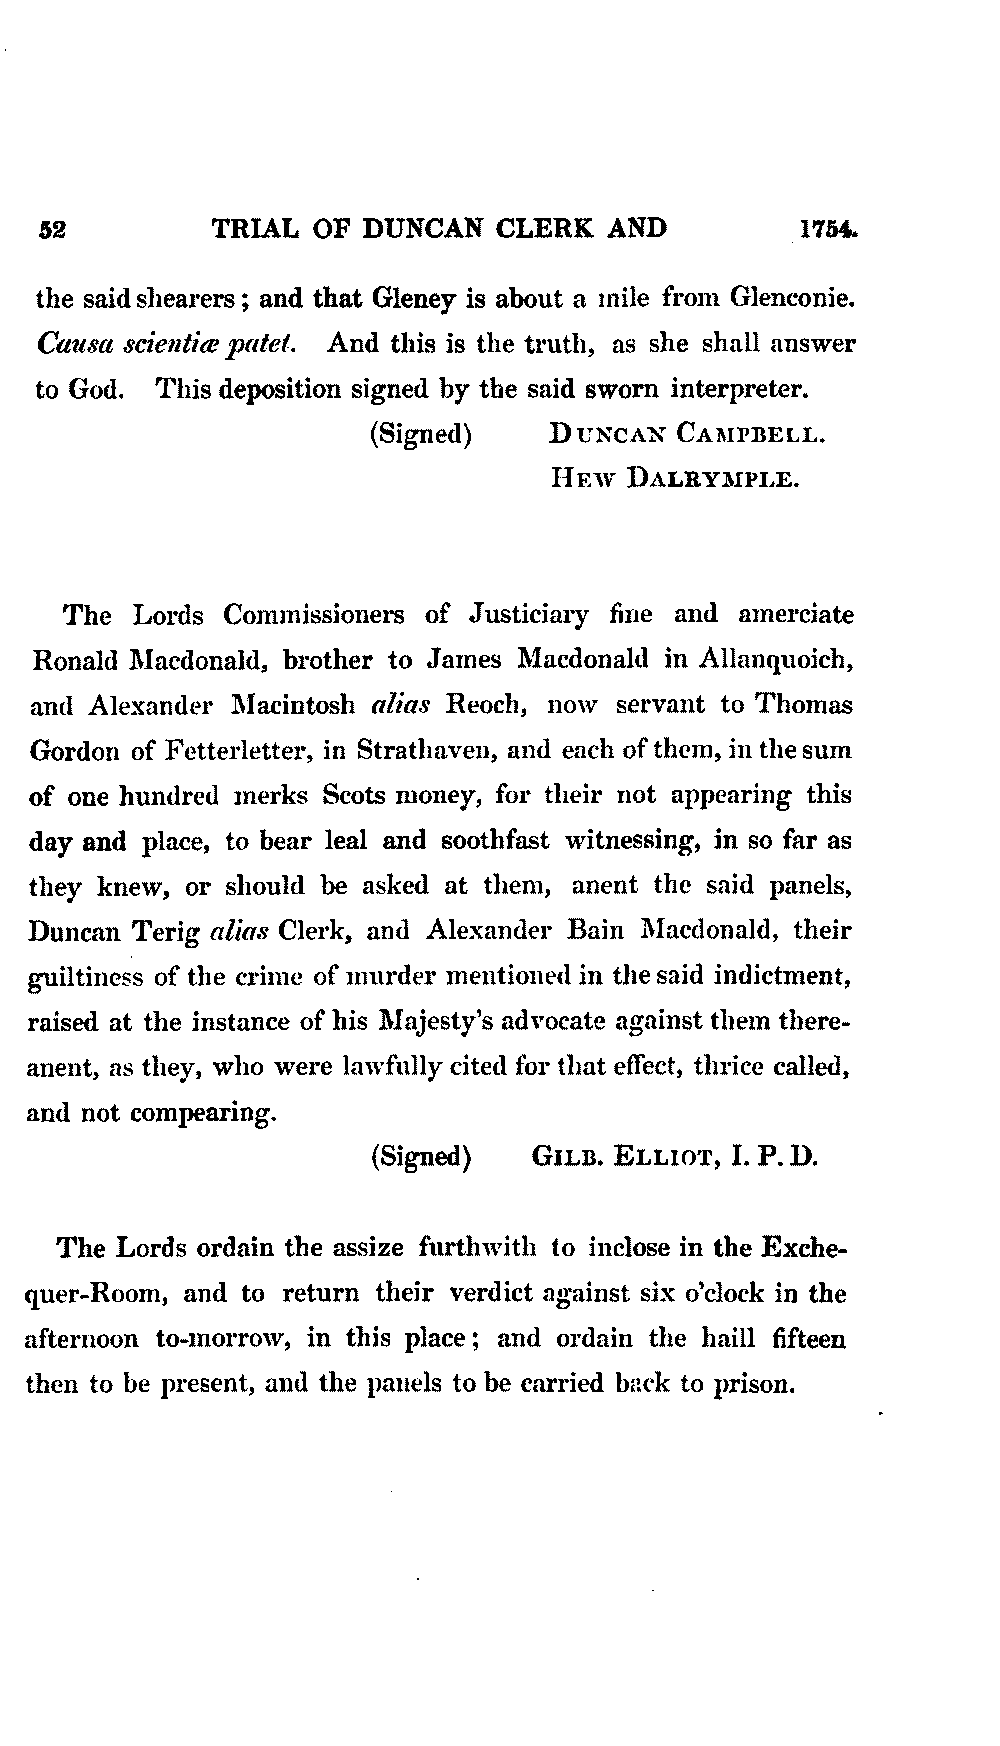 52 TRIAL OF DUNCAN CLERK AND 1754.
the said shearers; and that Gleney is about a mile from Glenconie.
Causa scientiæ patet. And this is the truth, as she shall answer
to God. This deposition signed by the said sworn interpreter.
(Signed) DUNCAN CAMPBELL.
HEW DALRYMPLE.
The Lords Commissioners of Justiciary fine and amerciate
Ronald Macdonald, brother to James Macdonald in Allanquoich,
and Alexander Macintosh alias Reoch, now servant to Thomas
Gordon of Fetterletter, in Strathaven, and each of them, in the sum
of one hundred merks Scots money, for their not appearing this
day and place, to bear leal and soothfast witnessing, in so far as
they knew, or should be asked at them, anent the said panels,
Duncan Terig alias Clerk, and Alexander Bain Macdonald, their
guiltiness of the crime of murder mentioned in the said indictment,
raised at the instance of his Majesty's advocate against them there-
anent, as they, who were lawfully cited for that effect, thrice called,
and not compearing.
(Signed) GILB. ELLIOT, I. P. D.
The Lords ordain the assize furthwith to inclose in the Exche-
quer-Room, and to return their verdict against six o'clock in the
afternoon to-morrow, in this place; and ordain the haill fifteen
then to be present, and the panels to be carried back to prison.